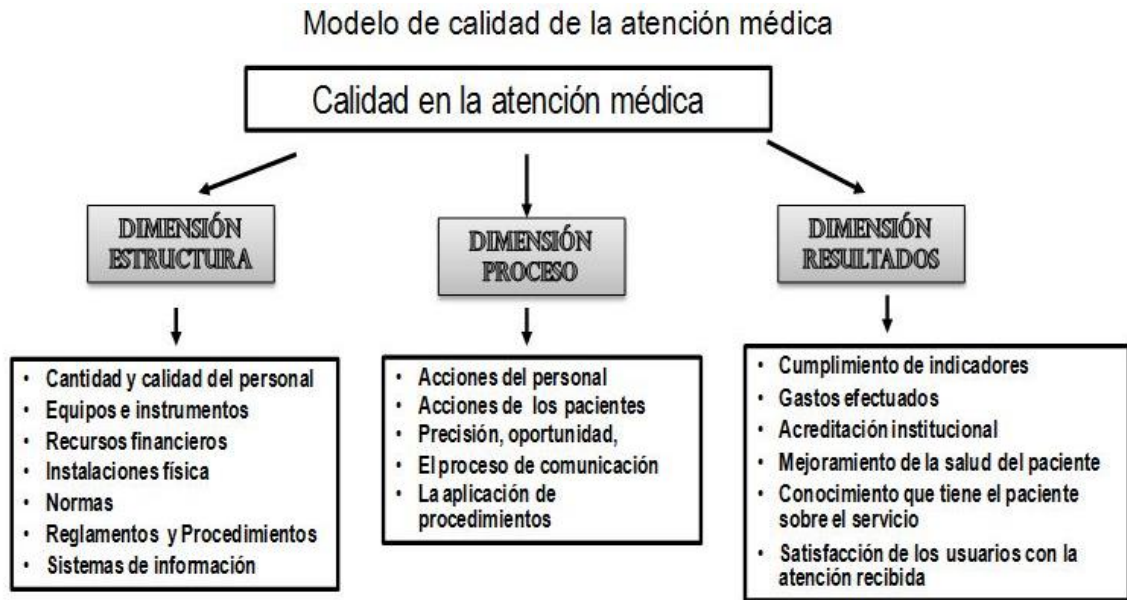 Modelo de calidad de la atención médica
Calidad en la atención médica
DIMENSIÓN
ESTRUCTURA
DIMENSIÓN
PROCESO
DIMENSIÓN
RESULTADOS
• Cantidad y calidad del personal
• Equipos e instrumentos
• Recursos financieros
• Instalaciones física
• Normas
• Reglamentos y Procedimientos
• Sistemas de información
• Acciones del personal
• Acciones de los pacientes
• Precisión, oportunidad,
• El proceso de comunicación
• La aplicación de
procedimientos
• Cumplimiento de indicadores
• Gastos efectuados
• Acreditación institucional
• Mejoramiento de la salud del paciente
• Conocimiento que tiene el paciente
sobre el servicio
• Satisfacción de los usuarios con la
atención recibida